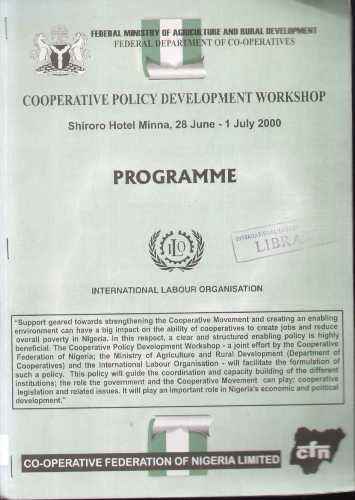 FEDERAL MINISTRY OF AGRICULTURE AND RURAL DEVELOPMENT
FEDERAL DEPARTMENT OF CO-OPERATIVES
COOPERATIVE POLICY DEVELOPMENT WORKSHOP
Shiroro Hotel Minna, 28 June - 1 July 2000
PROGRAMME
INTERNATIONAL
LIBRA
ILO
INTERNATIONAL LABOUR ORGANISATION
"Support geared towards strengthening the Cooperative Movement and creating an enabling
environment can have a big impact on the ability of cooperatives to create jobs and reduce
overall poverty in Nigeria. In this respect, a clear and structured enabling policy is highly
beneficial. The Cooperative Policy Development Workshop - a joint effort by the Cooperative
Federation of Nigeria; the Ministry of Agriculture and Rural Development (Department of
Cooperatives) and the International Labour Organisation - will facilitate the formulation of
such a policy. This policy will guide the coordination and capacity building of the different
institutions; the role the government and the Cooperative Movement can play; cooperative
legislation and related issues. It will play an important role in Nigeria's economic and political
development."
cfn
CO-OPERATIVE FEDERATION OF NIGERIA LIMITED